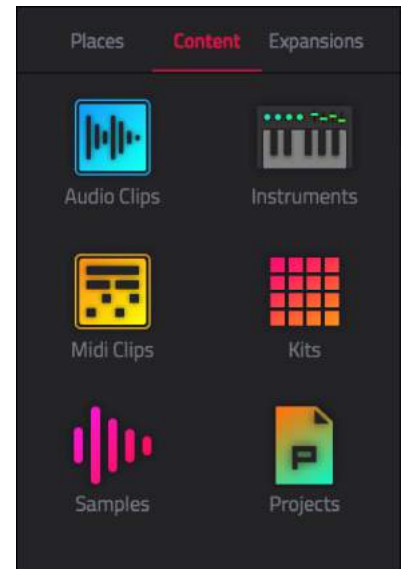 Places Content Expansions
Audio Clips Instruments
Midi Clips Kits
Samples Projects